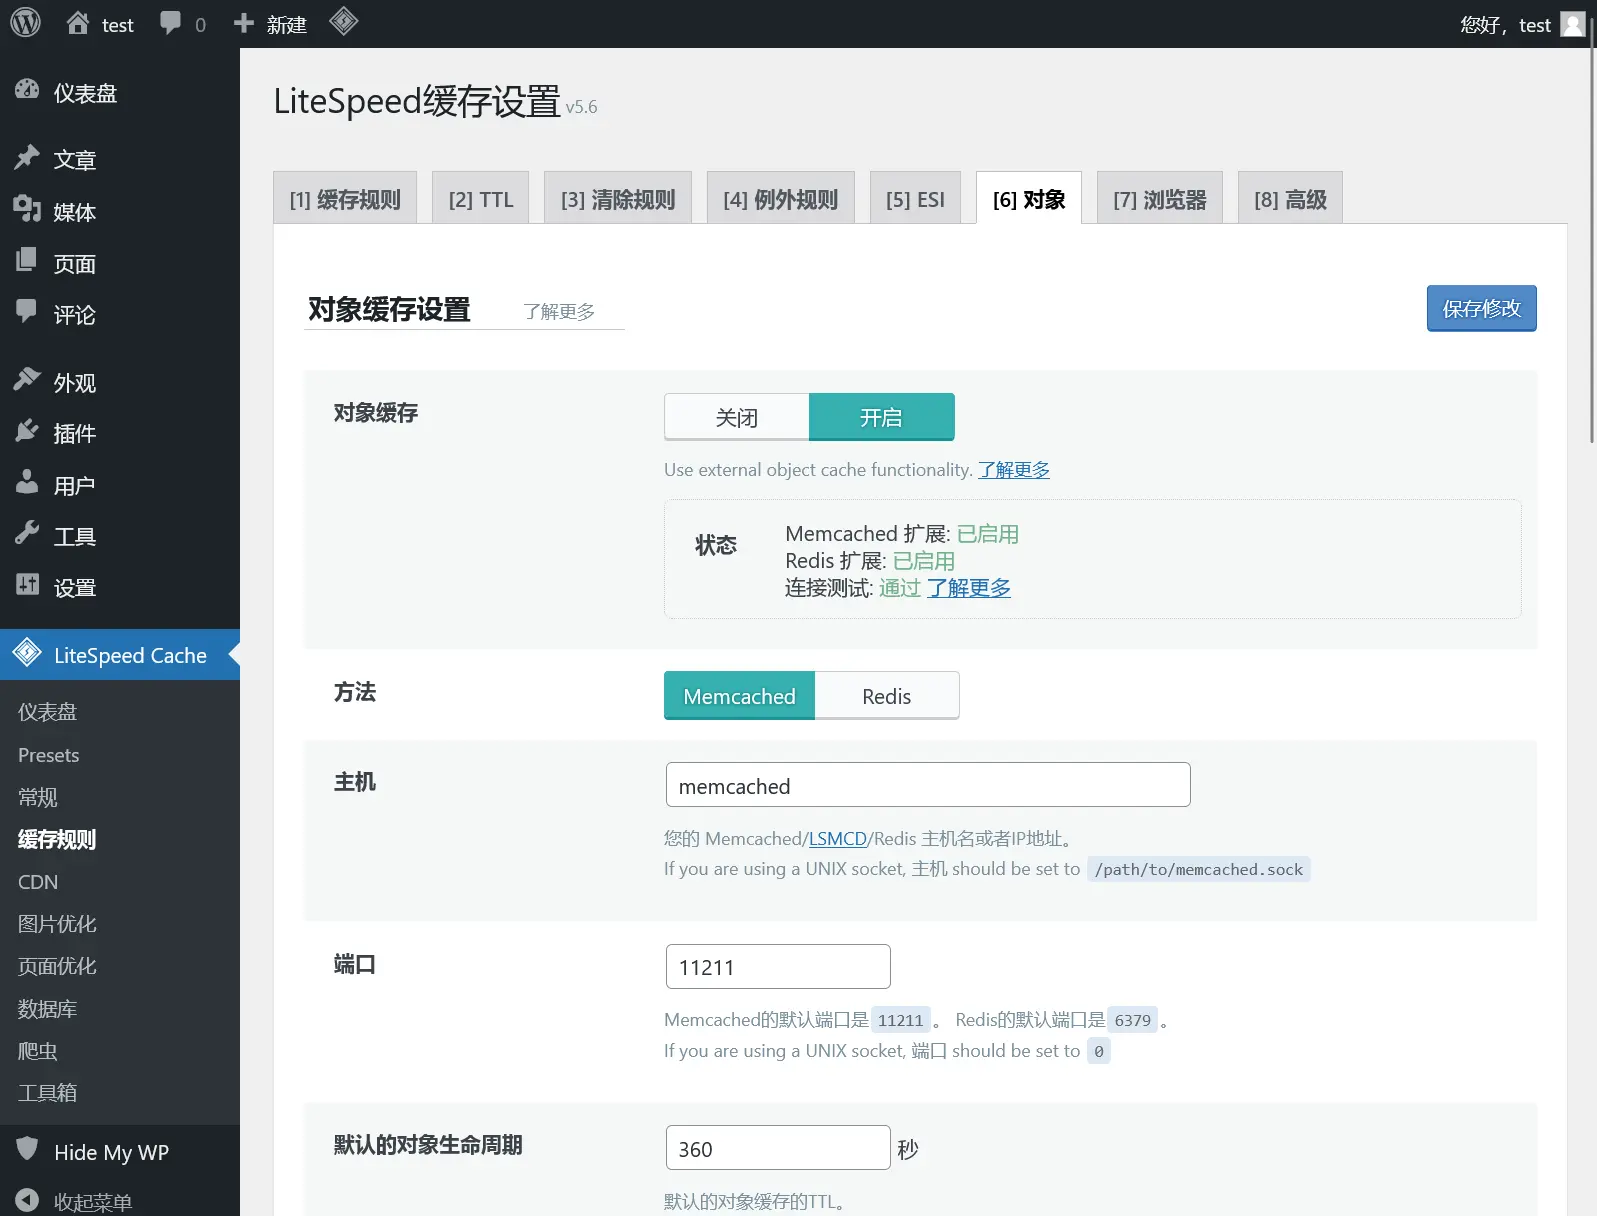 test 0 新建 您好，test
仪表盘
文章
媒体
页面
评论
外观
插件
用户
工具
设置
LiteSpeed Cache
仪表盘
Presets
常规
缓存规则
CDN
图片优化
页面优化
数据库
爬虫
工具箱
Hide My WP
收起菜单
LiteSpeed缓存设置 v5.6
[1] 缓存规则 [2] TTL [3] 清除规则 [4] 例外规则 [5] ESI [6] 对象 [7] 浏览器 [8] 高级
对象缓存设置 了解更多 保存修改
对象缓存 关闭 开启
Use external object cache functionality. 了解更多
状态
Memcached 扩展: 已启用
Redis 扩展: 已启用
连接测试: 通过 了解更多
方法 Memcached Redis
主机 memcached
您的 Memcached/LSMCD/Redis 主机名或者IP地址。
If you are using a UNIX socket, 主机 should be set to /path/to/memcached.sock
端口 11211
Memcached的默认端口是 11211 。 Redis的默认端口是 6379 。
If you are using a UNIX socket, 端口 should be set to 0
默认的对象生命周期 360 秒
默认的对象缓存的TTL。